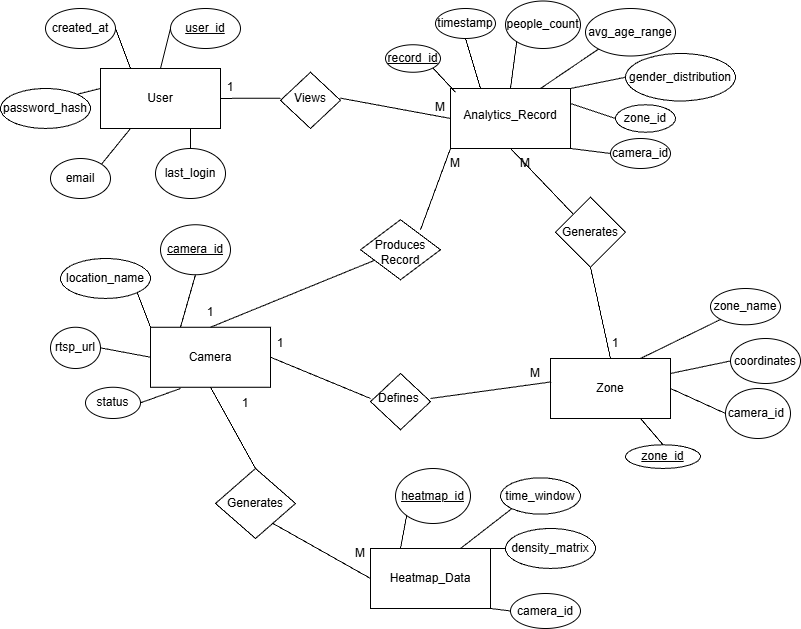 created_at
user_id
timestamp
people_count
avg_age_range
record_id
gender_distribution
password_hash
User
1
Views
M
Analytics_Record
zone_id
camera_id
email
last_login
M
M
camera_id
Produces
Record
Generates
location_name
1
zone_name
rtsp_url
Camera
1
1
coordinates
status
Defines
M
Zone
camera_id
1
zone_id
Generates
heatmap_id
time_window
M
density_matrix
Heatmap_Data
camera_id